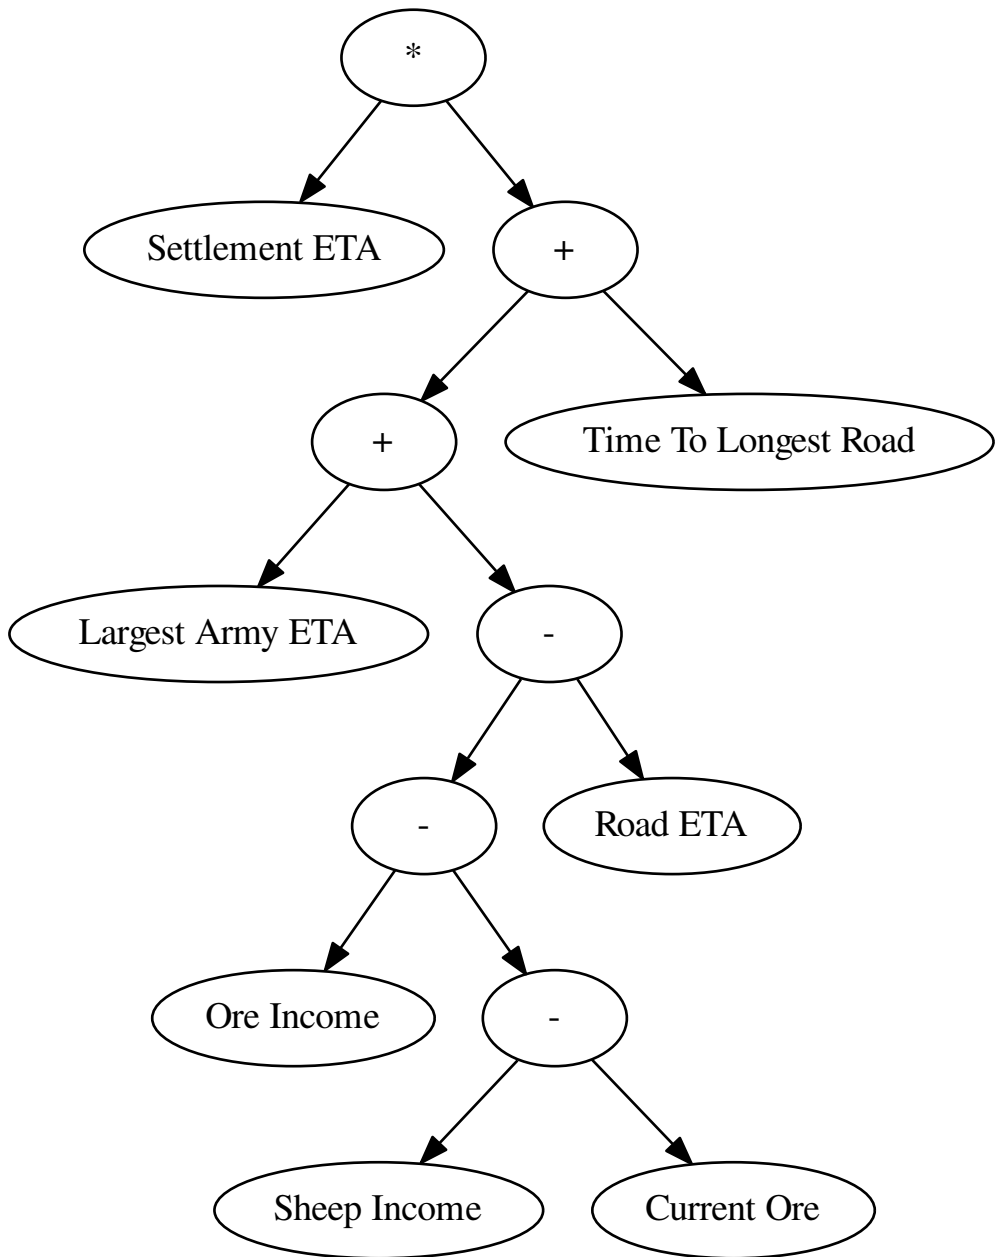 *
Settlement ETA
+
+
Time To Longest Road
Largest Army ETA
-
-
Road ETA
Ore Income
-
Sheep Income
Current Ore